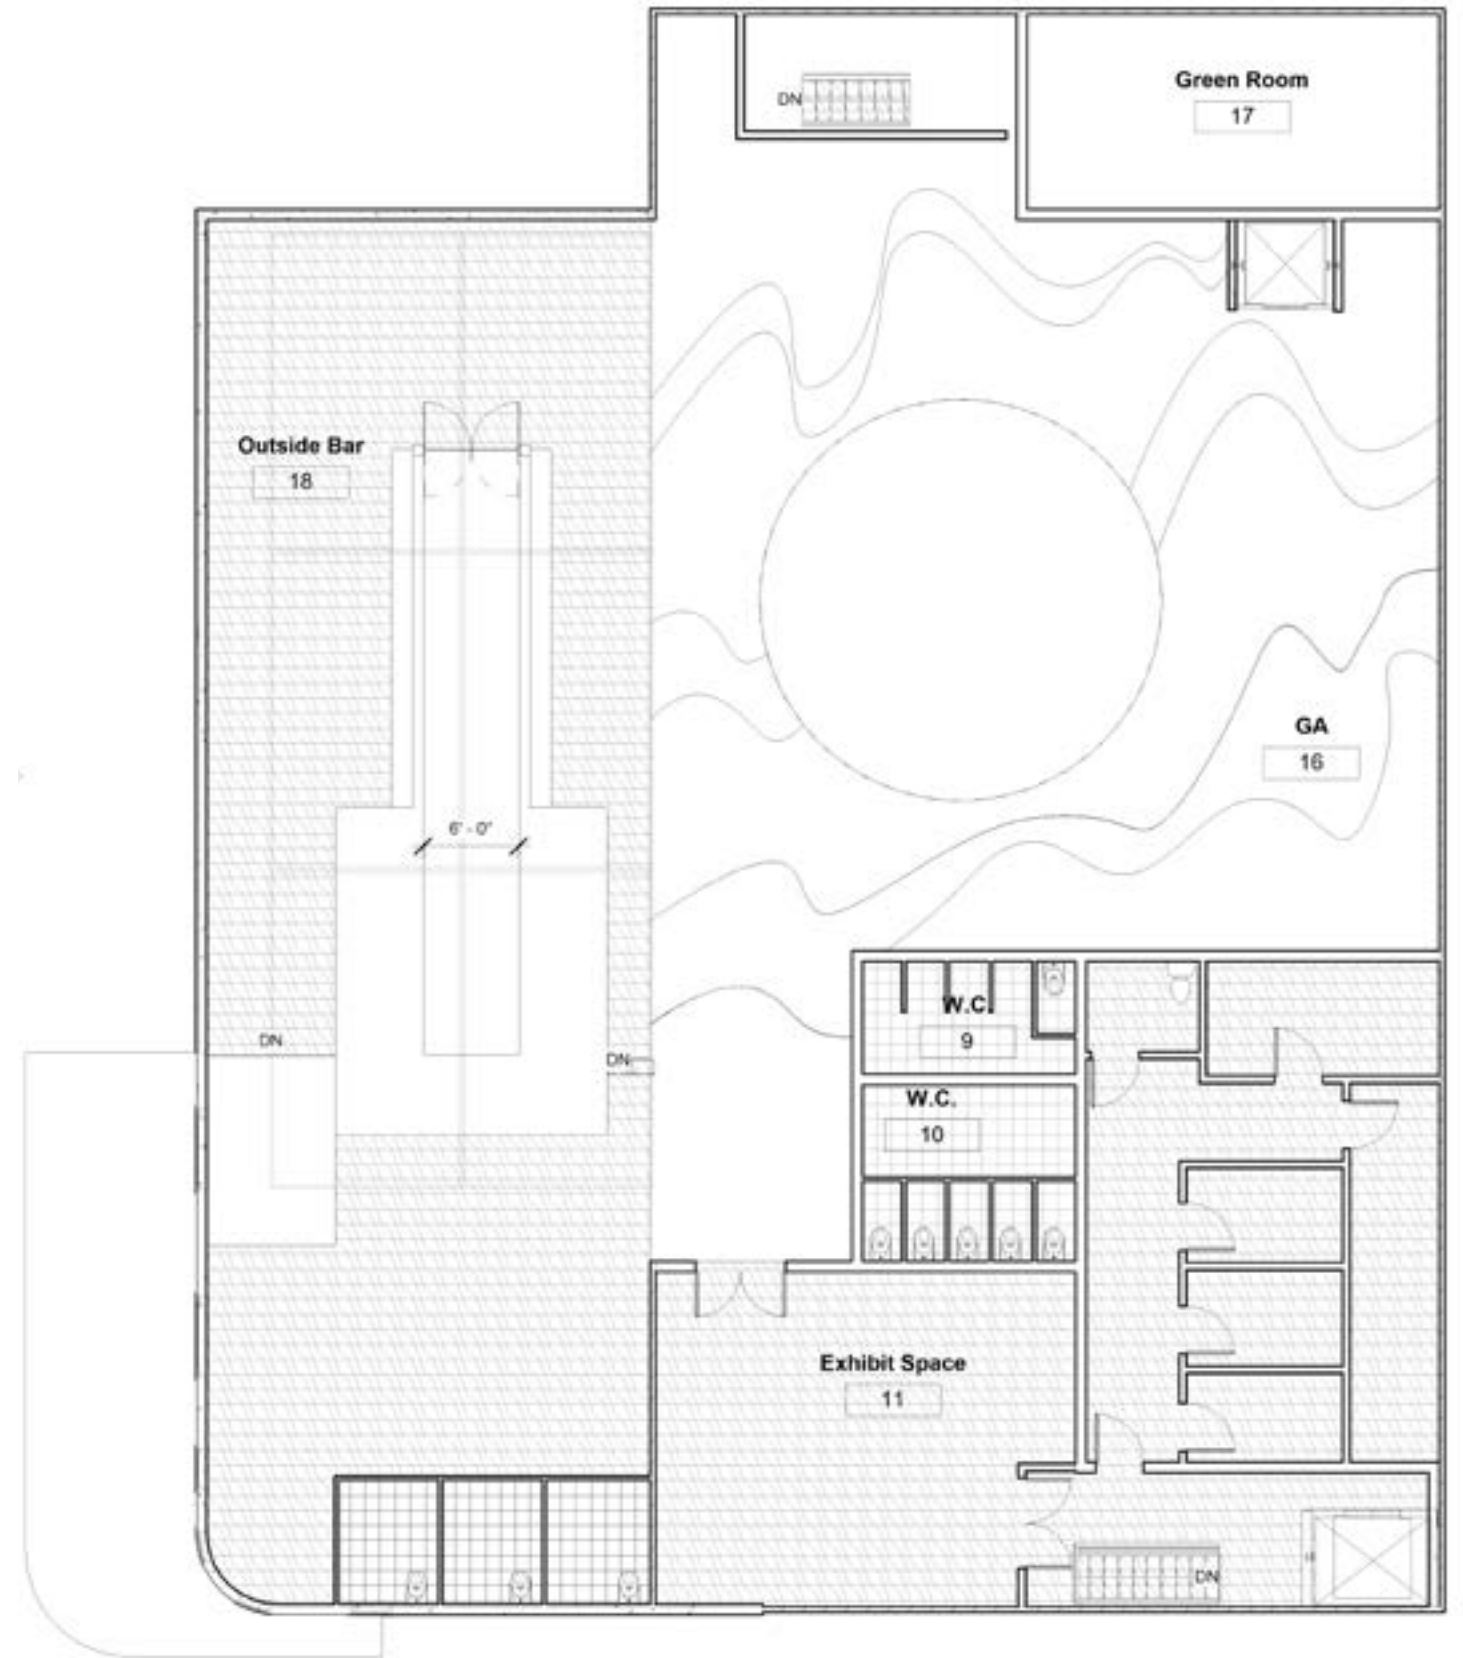 DN
Green Room
17
Outside Bar
18
GA
16
6' - 0"
W.C.
9
DN
DN
W.C.
10
Exhibit Space
11
DN